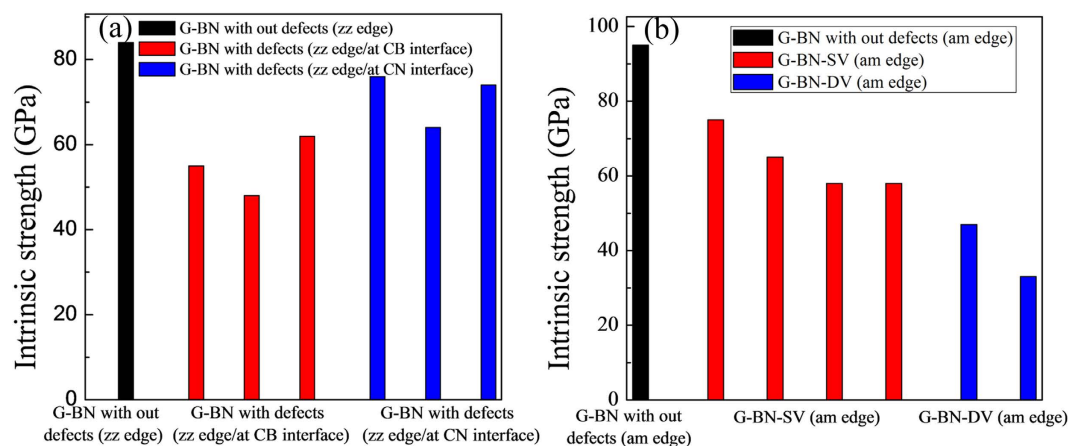 (a)
G-BN with out defects (zz edge)
G-BN with defects (zz edge/at CB interface)
G-BN with defects (zz edge/at CN interface)
Intrinsic strength (GPa)
80
60
40
20
0
G-BN with out
defects (zz edge)
G-BN with defects
(zz edge/at CB interface)
G-BN with defects
(zz edge/at CN interface)
(b)
G-BN with out defects (am edge)
G-BN-SV (am edge)
G-BN-DV (am edge)
Intrinsic strength (GPa)
100
80
60
40
20
0
G-BN with out
defects (am edge)
G-BN-SV (am edge)
G-BN-DV (am edge)